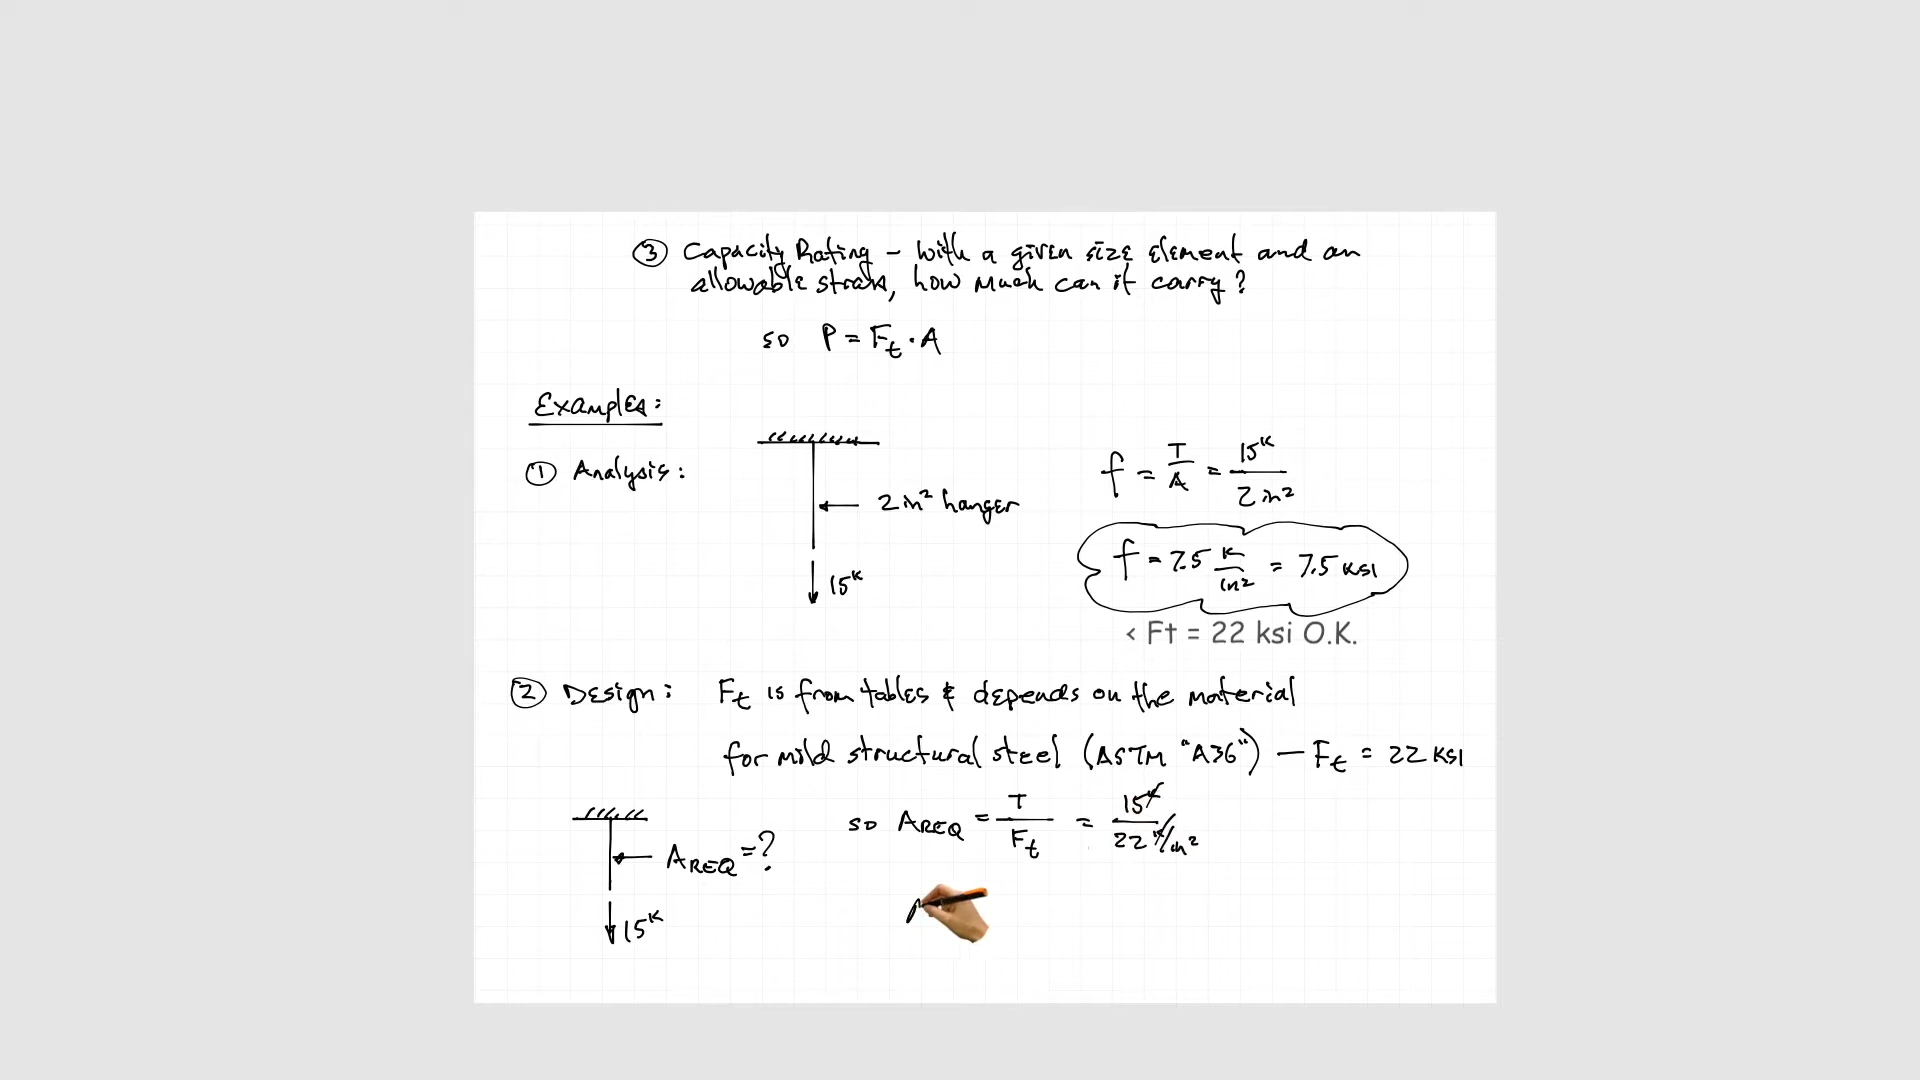 ③ Capacity Rating - with a given size element and an
allowable stress, how much can it carry?
so P = Ft · A
Examples:
① Analysis:
2 in² hanger
15ᴷ
f = T/A = 15ᴷ/2 in²
f = 7.5 K/in² = 7.5 KSI
< Ft = 22 ksi O.K.
② Design: Ft is from tables & depends on the material
for mild structural steel (ASTM "A36") — Ft = 22 KSI
so AREQ = T/Ft = 15ᴷ/22 ᴷ/in²
AREQ = ?
15ᴷ